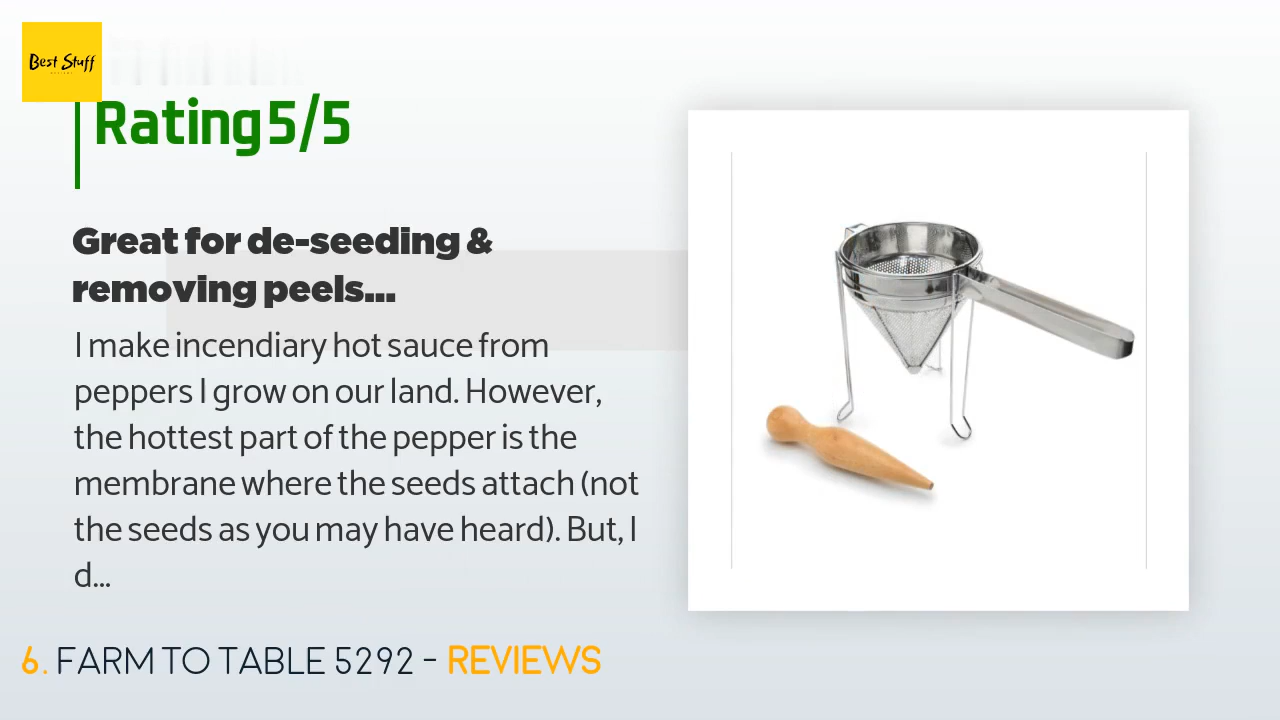 Best Stuff
Rating 5/5
Great for de-seeding &
removing peels...
I make incendiary hot sauce from
peppers I grow on our land. However,
the hottest part of the pepper is the
membrane where the seeds attach (not
the seeds as you may have heard). But, I
d...
6. FARM TO TABLE 5292 - REVIEWS